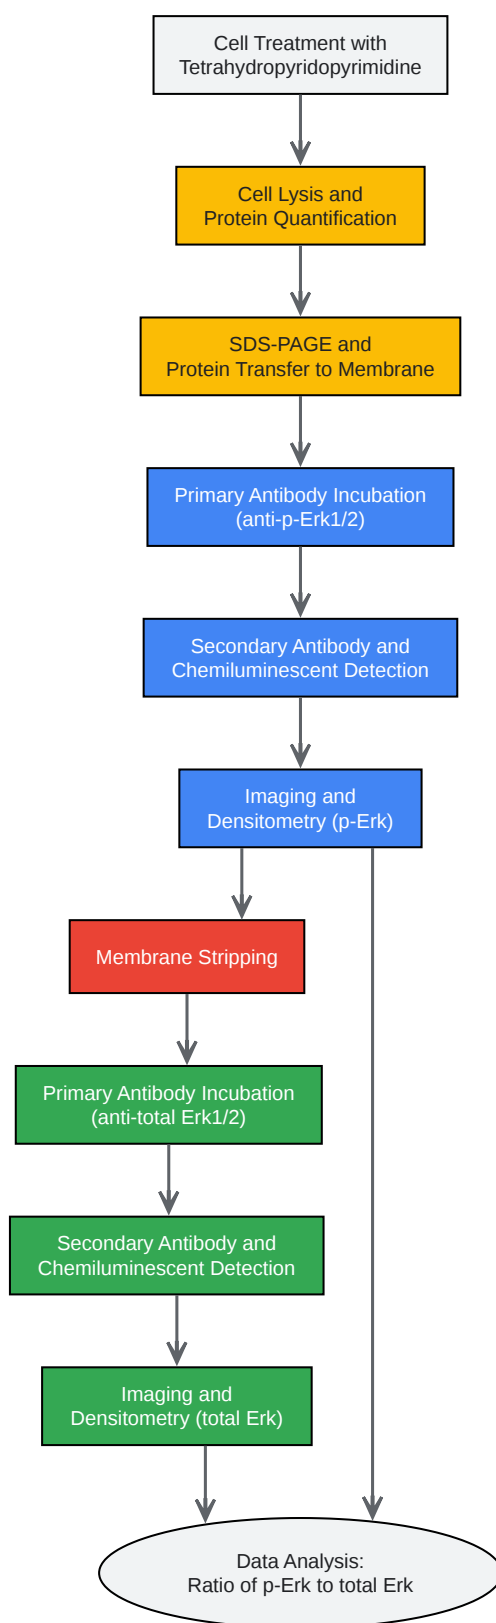 Cell Treatment with
Tetrahydropyridopyrimidine
Cell Lysis and
Protein Quantification
SDS-PAGE and
Protein Transfer to Membrane
Primary Antibody Incubation
(anti-p-Erk1/2)
Secondary Antibody and
Chemiluminescent Detection
Imaging and
Densitometry (p-Erk)
Membrane Stripping
Primary Antibody Incubation
(anti-total Erk1/2)
Secondary Antibody and
Chemiluminescent Detection
Imaging and
Densitometry (total Erk)
Data Analysis:
Ratio of p-Erk to total Erk